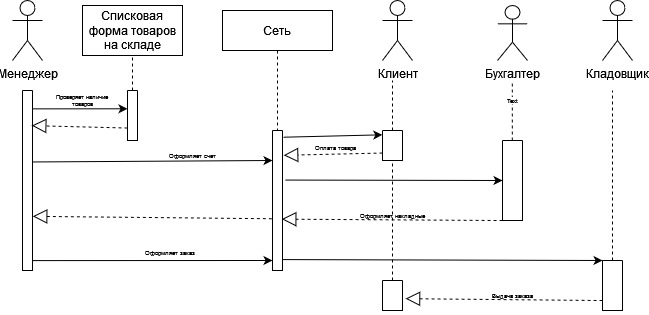 Списковая
форма товаров
на складе
Сеть
Менеджер
Клиент
Бухгалтер
Кладовщик
Проверяет наличие
товаров
Text
Оплата товара
Оформляет счет
Оформляет накладные
Оформляет заказ
Выдача заказа